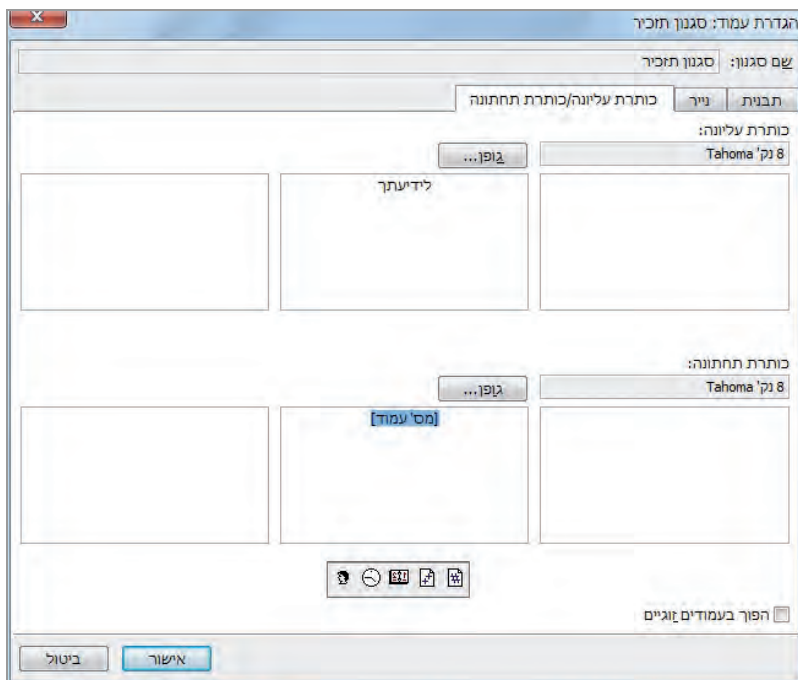 הגדרת עמוד: סגנון תזכיר
שם סגנון: סגנון תזכיר
תבנית נייר כותרת עליונה/כותרת תחתונה
כותרת עליונה:
8 נק' Tahoma גופן...
לידיעתך
כותרת תחתונה:
8 נק' Tahoma גופן...
[מס' עמוד]
הפוך בעמודים זוגיים
אישור ביטול